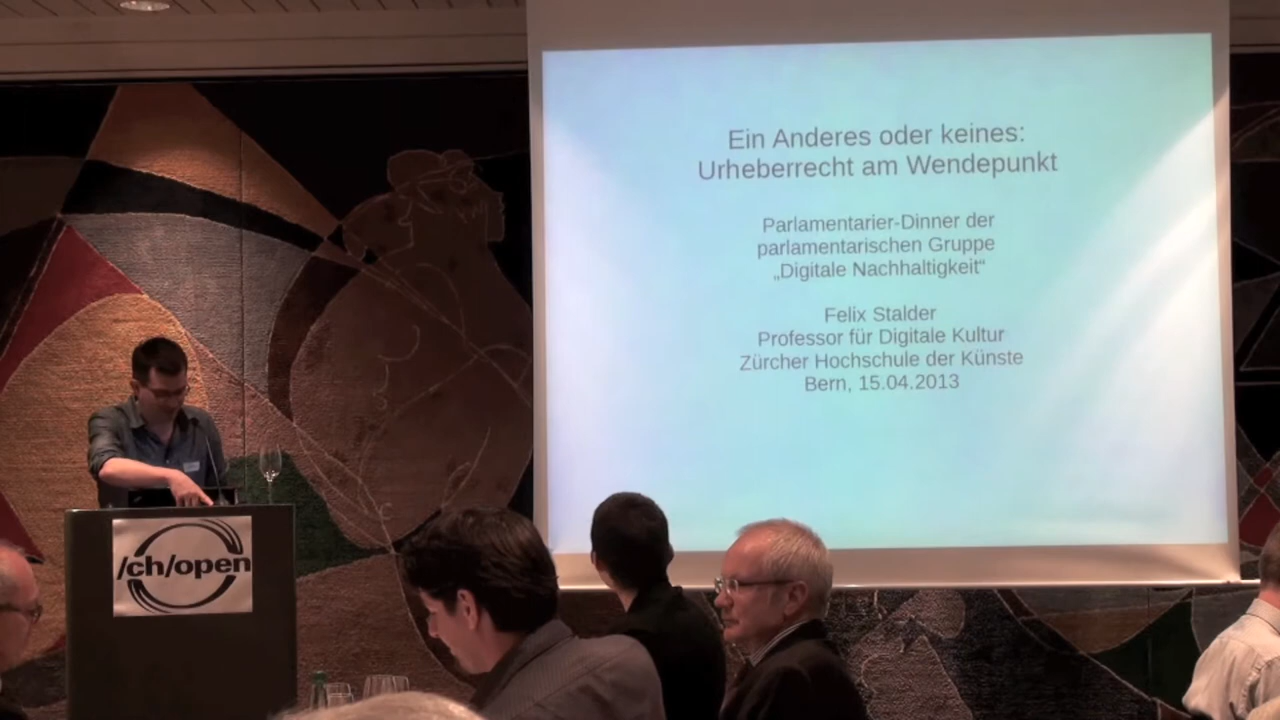 Ein Anderes oder keines:
Urheberrecht am Wendepunkt
Parlamentarier-Dinner der
parlamentarischen Gruppe
„Digitale Nachhaltigkeit“
Felix Stalder
Professor für Digitale Kultur
Zürcher Hochschule der Künste
Bern, 15.04.2013
/ch/open